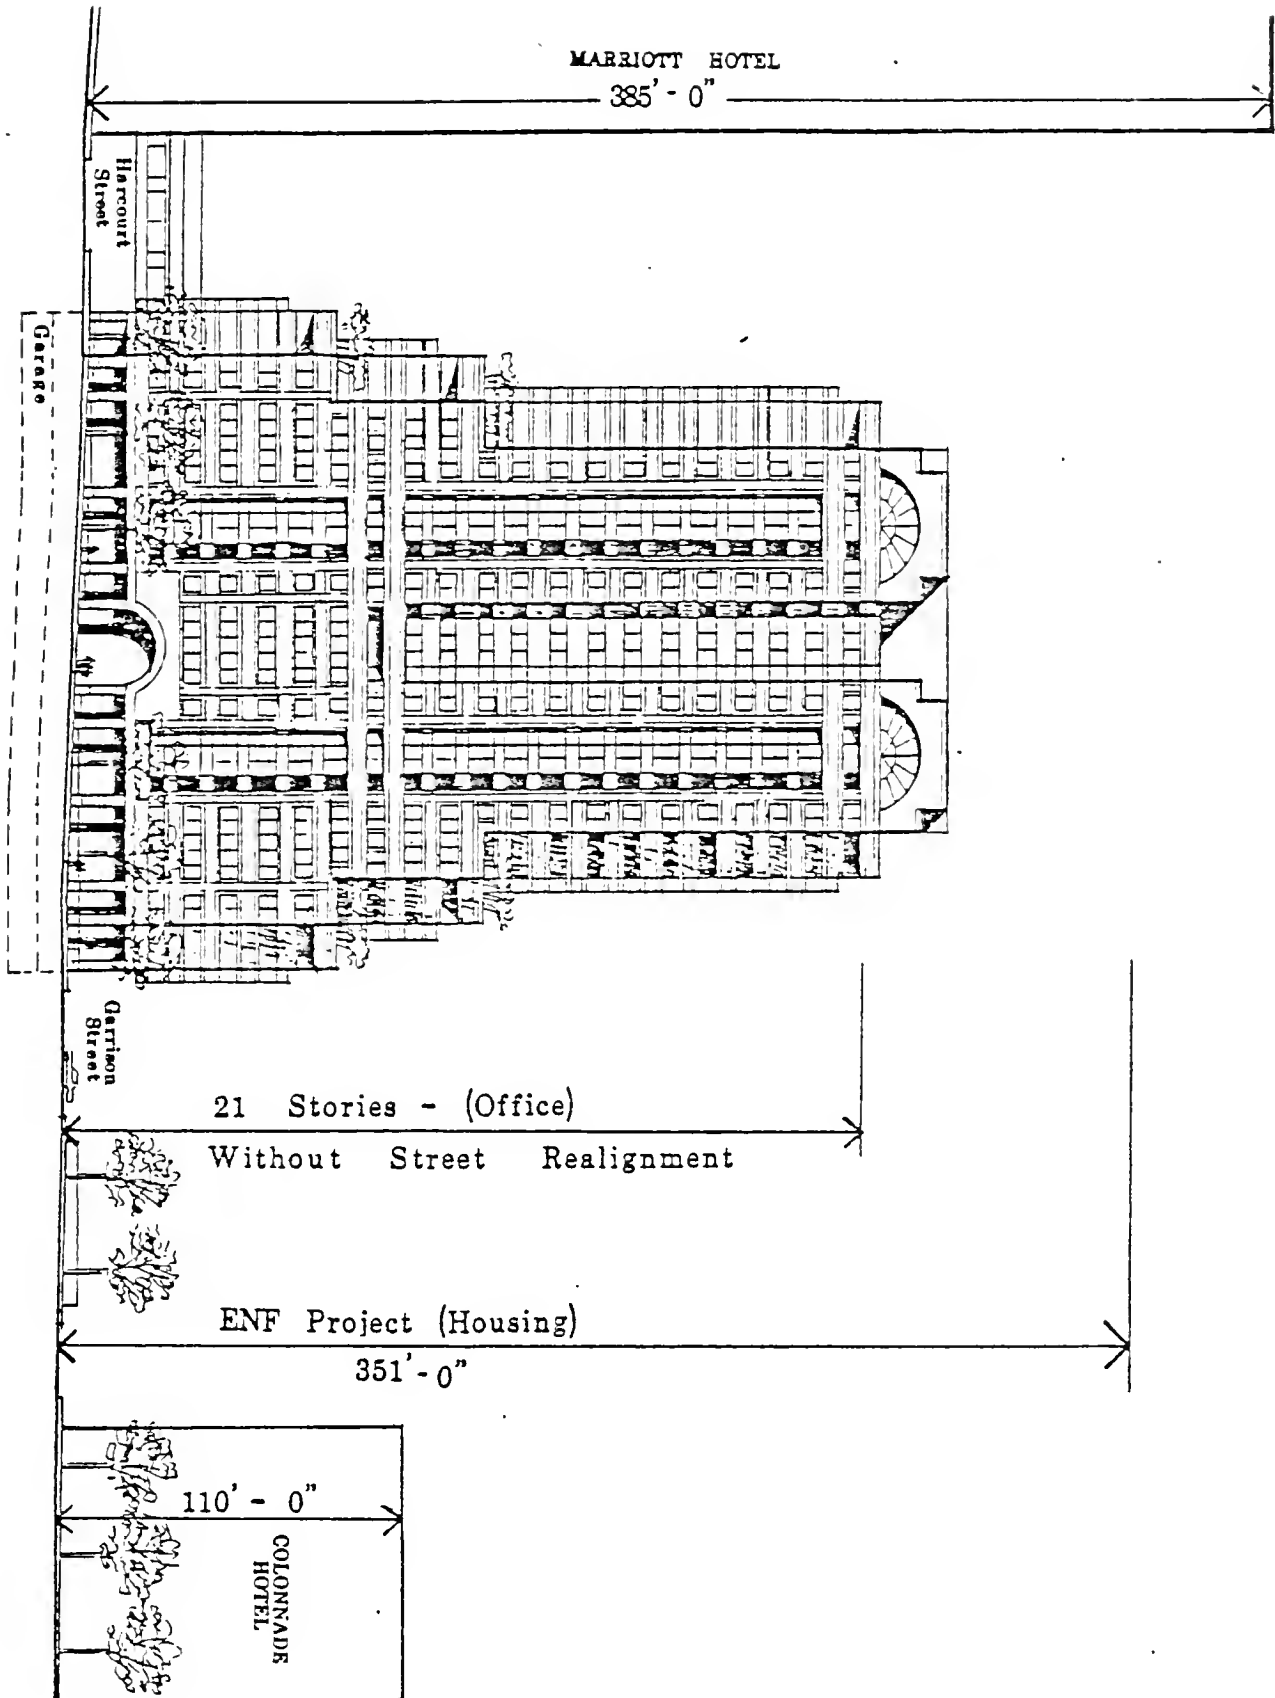 MARRIOTT HOTEL
385' - 0"
Harcourt
Street
Garage
Garrison
Street
21 Stories - (Office)
Without Street Realignment
ENF Project (Housing)
351' - 0"
110' - 0"
COLONNADE
HOTEL